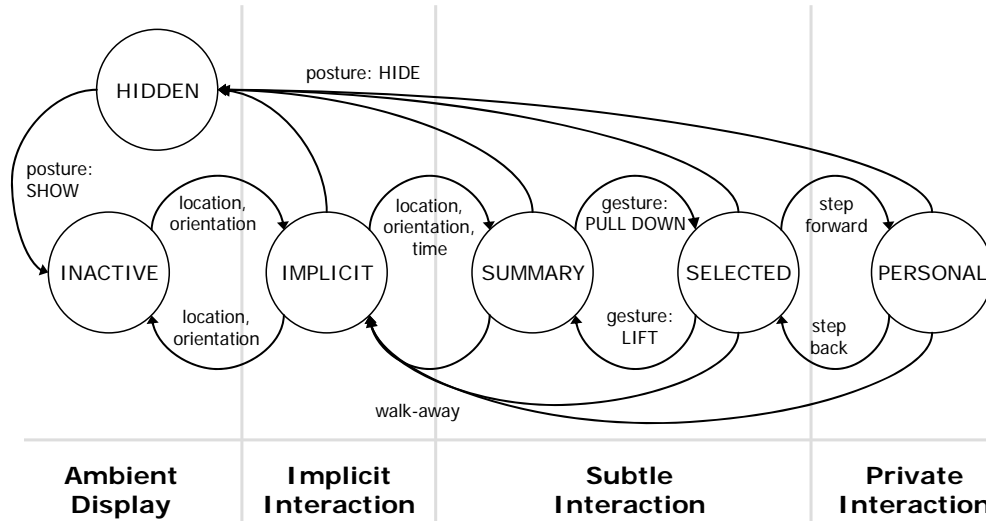 posture: HIDE
HIDDEN
posture:
SHOW
location,
orientation
location,
orientation,
time
gesture:
PULL DOWN
step
forward
INACTIVE
IMPLICIT
SUMMARY
SELECTED
PERSONAL
location,
orientation
gesture:
LIFT
step
back
walk-away
Ambient
Display
Implicit
Interaction
Subtle
Interaction
Private
Interaction